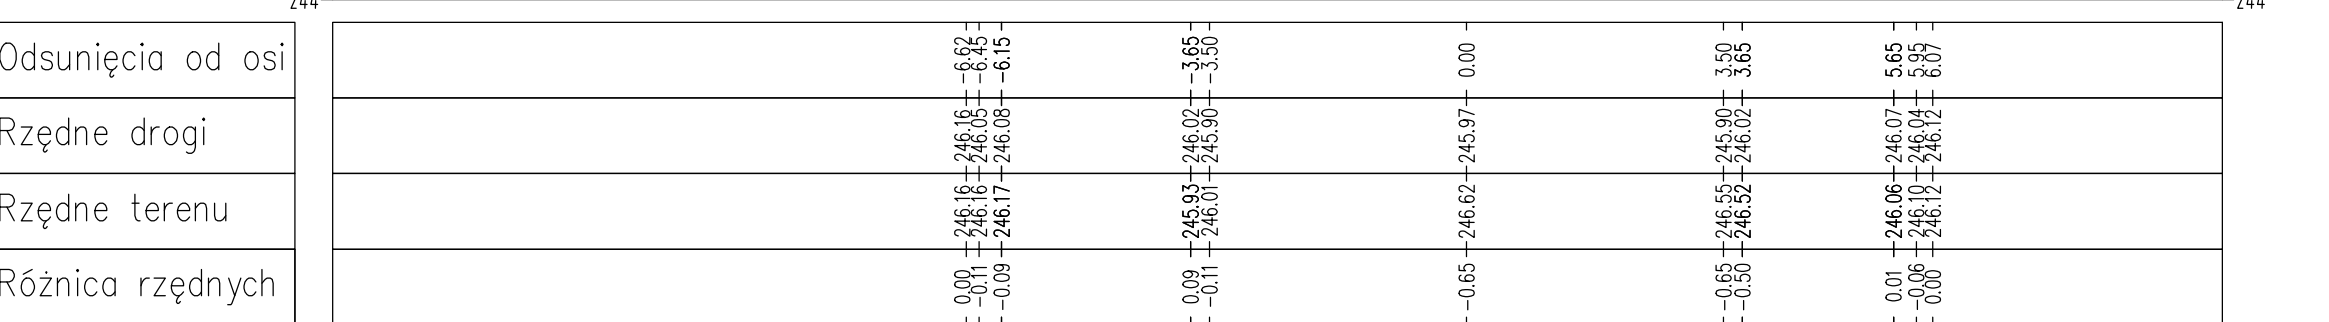 244 244
Odsunięcia od osi -6.62 -6.45 -6.15 -3.65 -3.50 0.00 3.50 3.65 5.65 5.95 6.07
Rzędne drogi 246.16 246.05 246.08 246.02 245.90 245.97 245.90 246.02 246.07 246.04 246.12
Rzędne terenu 246.16 246.16 246.17 245.93 246.01 246.62 246.55 246.52 246.06 246.10 246.12
Różnica rzędnych 0.00 -0.11 -0.09 0.09 -0.11 -0.65 -0.65 -0.50 0.01 -0.06 0.00